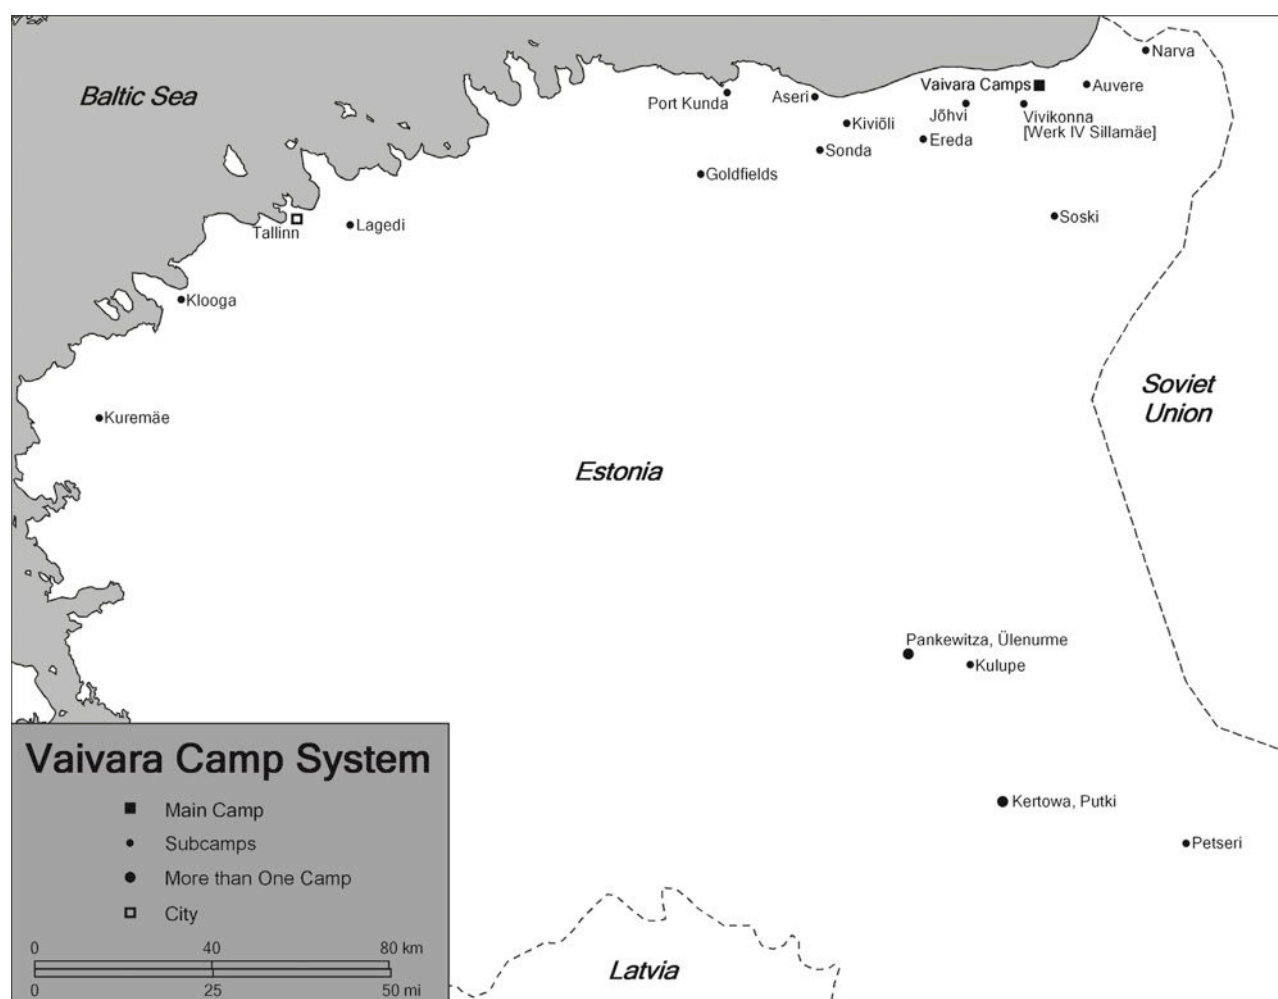 Baltic Sea
Narva
Vaivara Camps
Auvere
Port Kunda
Aseri
Jõhvi
Vivikonna
[Werk IV Sillamäe]
Kiviõli
Ereda
Sonda
Goldfields
Soski
Tallinn
Lagedi
Klooga
Kuremäe
Soviet
Union
Estonia
Pankewitza, Ülenurme
Kulupe
Kertowa, Putki
Petseri
Latvia
Vaivara Camp System
Main Camp
Subcamps
More than One Camp
City
0 40 80 km
0 25 50 mi